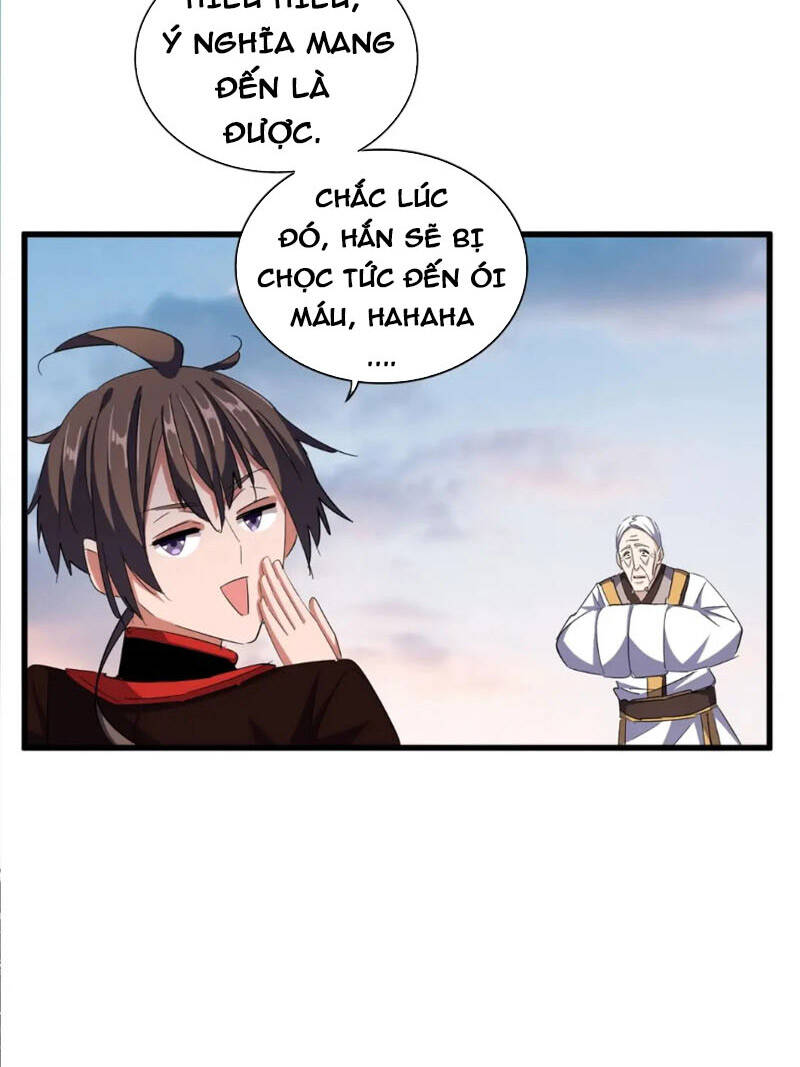 Ý NGHĨA MANG
ĐẾN LÀ
ĐƯỢC.
CHẮC LÚC
ĐÓ, HẮN SẼ BỊ
CHỌC TỨC ĐẾN ÓI
MÁU, HAHAHA
....